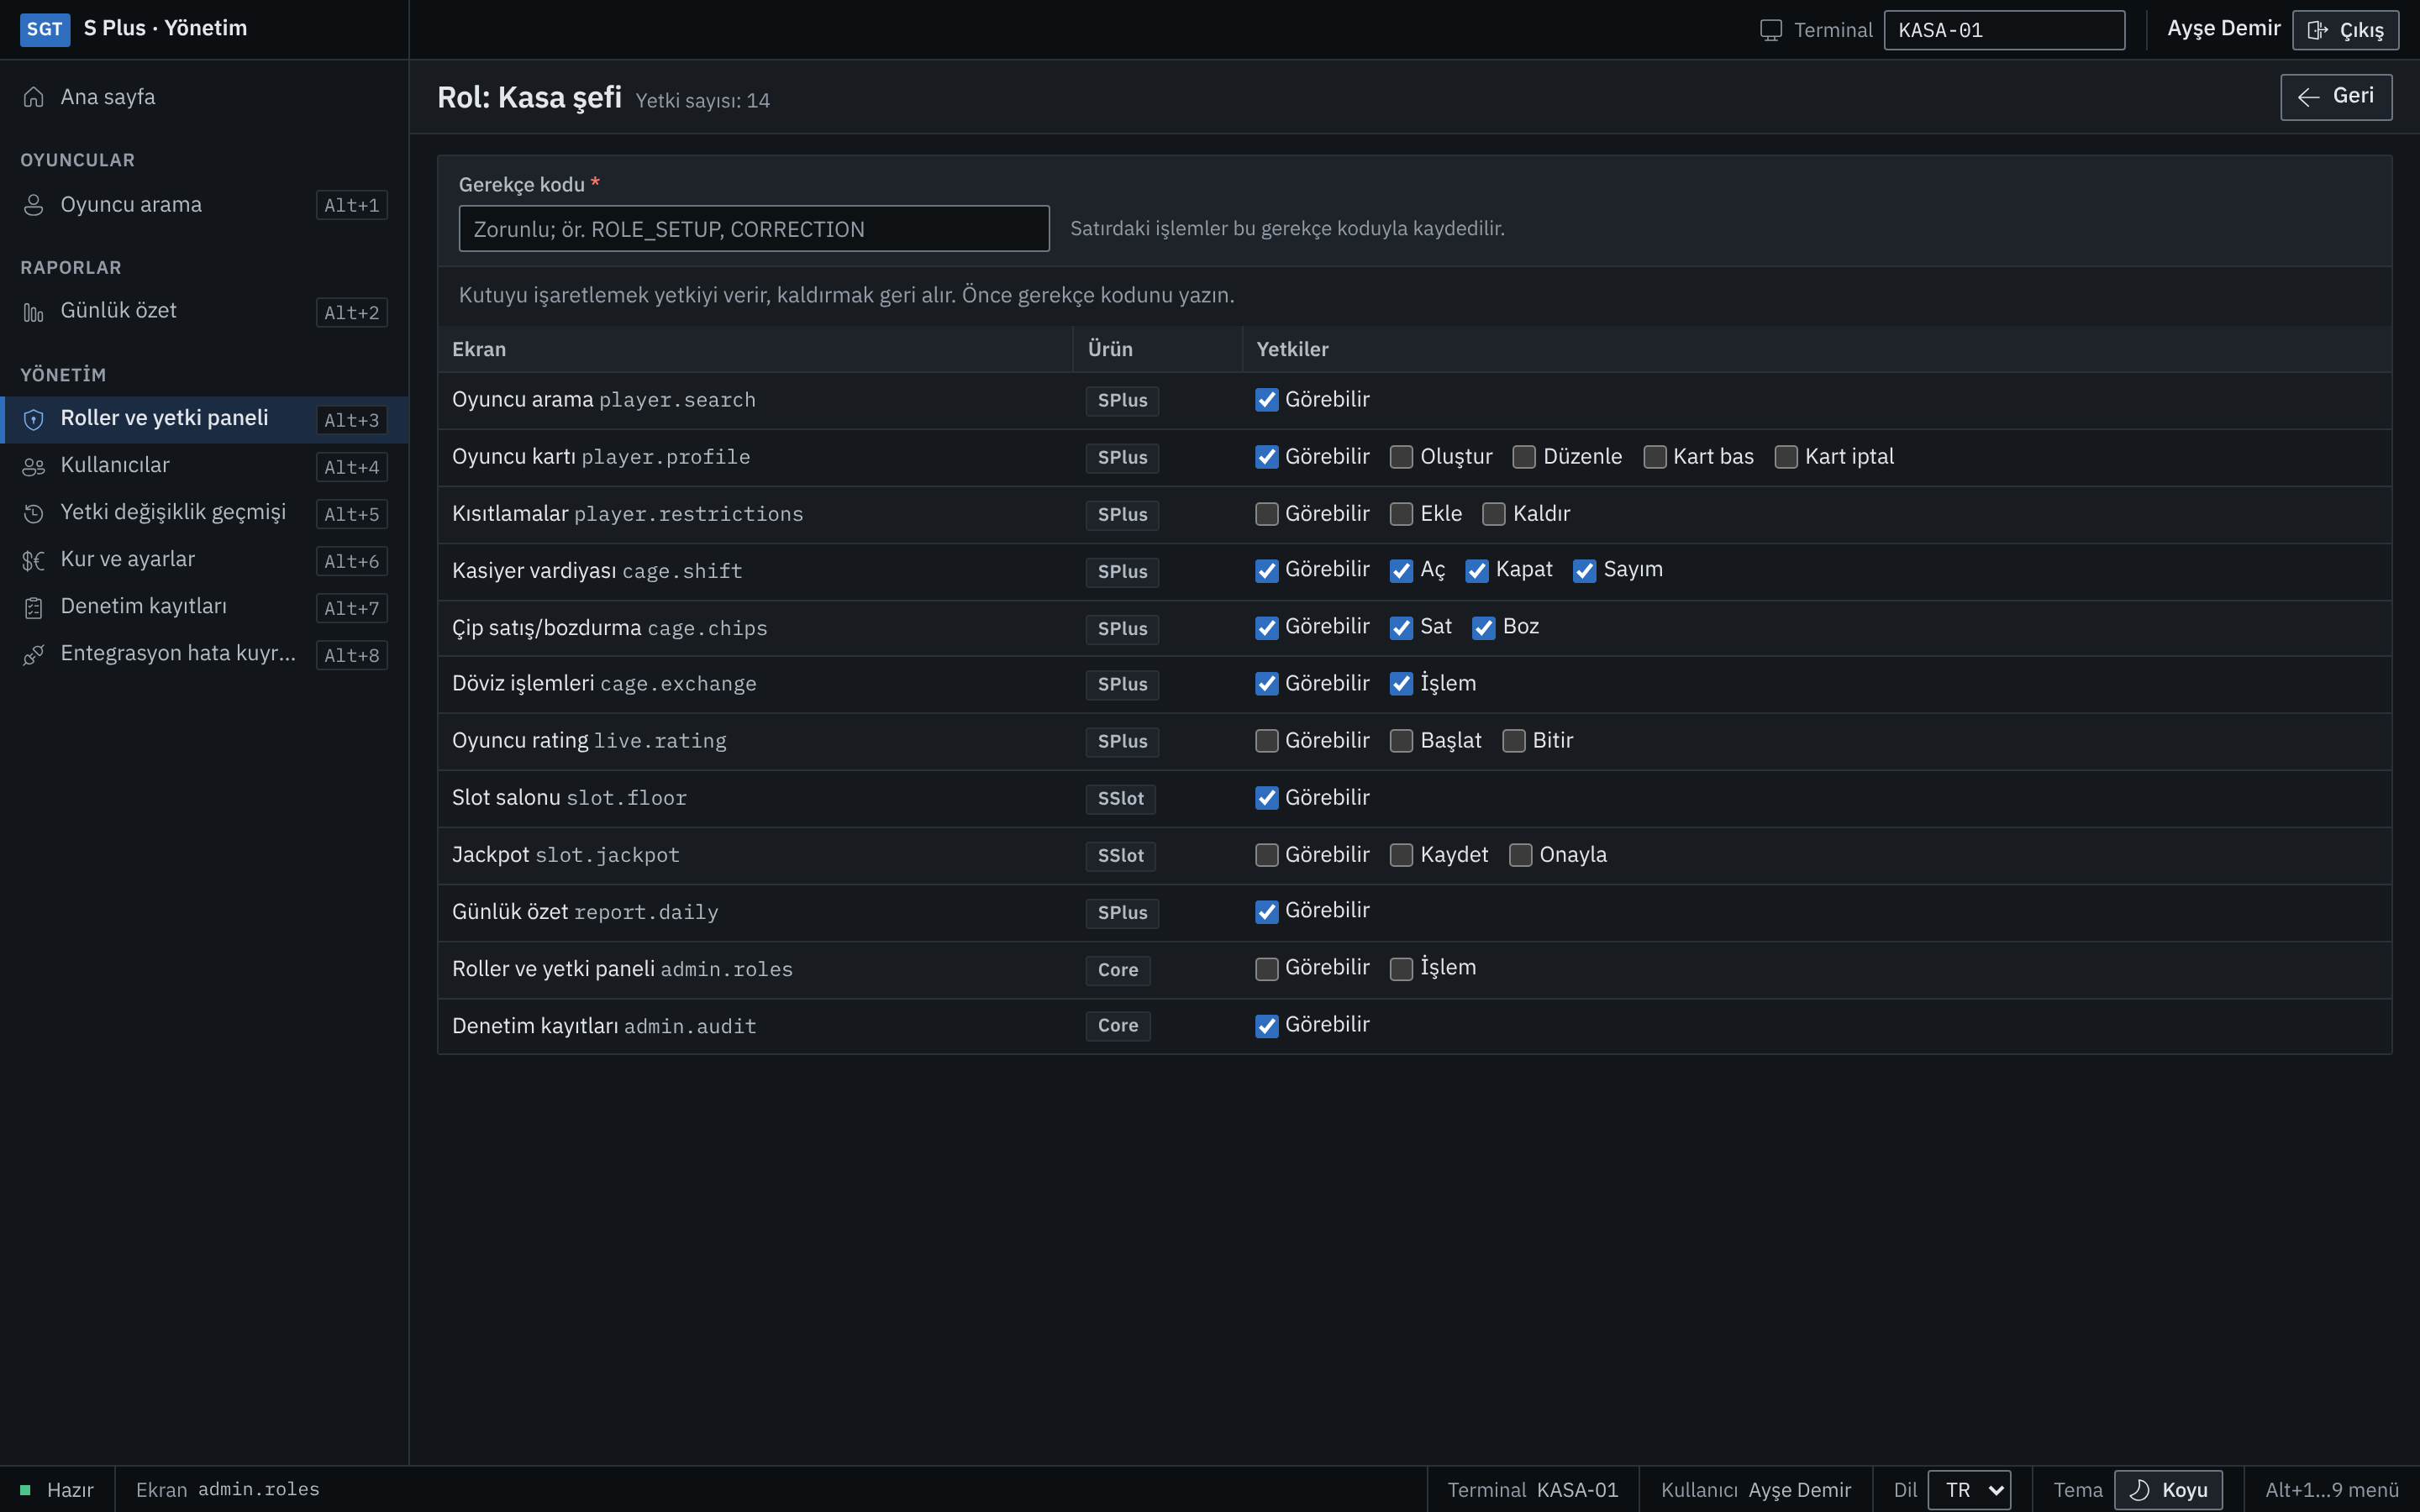 SGT S Plus · Yönetim
Terminal KASA-01 Ayşe Demir Çıkış
Ana sayfa
OYUNCULAR
Oyuncu arama Alt+1
RAPORLAR
Günlük özet Alt+2
YÖNETİM
Roller ve yetki paneli Alt+3
Kullanıcılar Alt+4
Yetki değişiklik geçmişi Alt+5
Kur ve ayarlar Alt+6
Denetim kayıtları Alt+7
Entegrasyon hata kuyr... Alt+8
Rol: Kasa şefi Yetki sayısı: 14 Geri
Gerekçe kodu *
Zorunlu; ör. ROLE_SETUP, CORRECTION Satırdaki işlemler bu gerekçe koduyla kaydedilir.
Kutuyu işaretlemek yetkiyi verir, kaldırmak geri alır. Önce gerekçe kodunu yazın.
Ekran Ürün Yetkiler
Oyuncu arama player.search SPlus Görebilir
Oyuncu kartı player.profile SPlus Görebilir Oluştur Düzenle Kart bas Kart iptal
Kısıtlamalar player.restrictions SPlus Görebilir Ekle Kaldır
Kasiyer vardiyası cage.shift SPlus Görebilir Aç Kapat Sayım
Çip satış/bozdurma cage.chips SPlus Görebilir Sat Boz
Döviz işlemleri cage.exchange SPlus Görebilir İşlem
Oyuncu rating live.rating SPlus Görebilir Başlat Bitir
Slot salonu slot.floor SSlot Görebilir
Jackpot slot.jackpot SSlot Görebilir Kaydet Onayla
Günlük özet report.daily SPlus Görebilir
Roller ve yetki paneli admin.roles Core Görebilir İşlem
Denetim kayıtları admin.audit Core Görebilir
Hazır Ekran admin.roles Terminal KASA-01 Kullanıcı Ayşe Demir Dil TR Tema Koyu Alt+1...9 menü